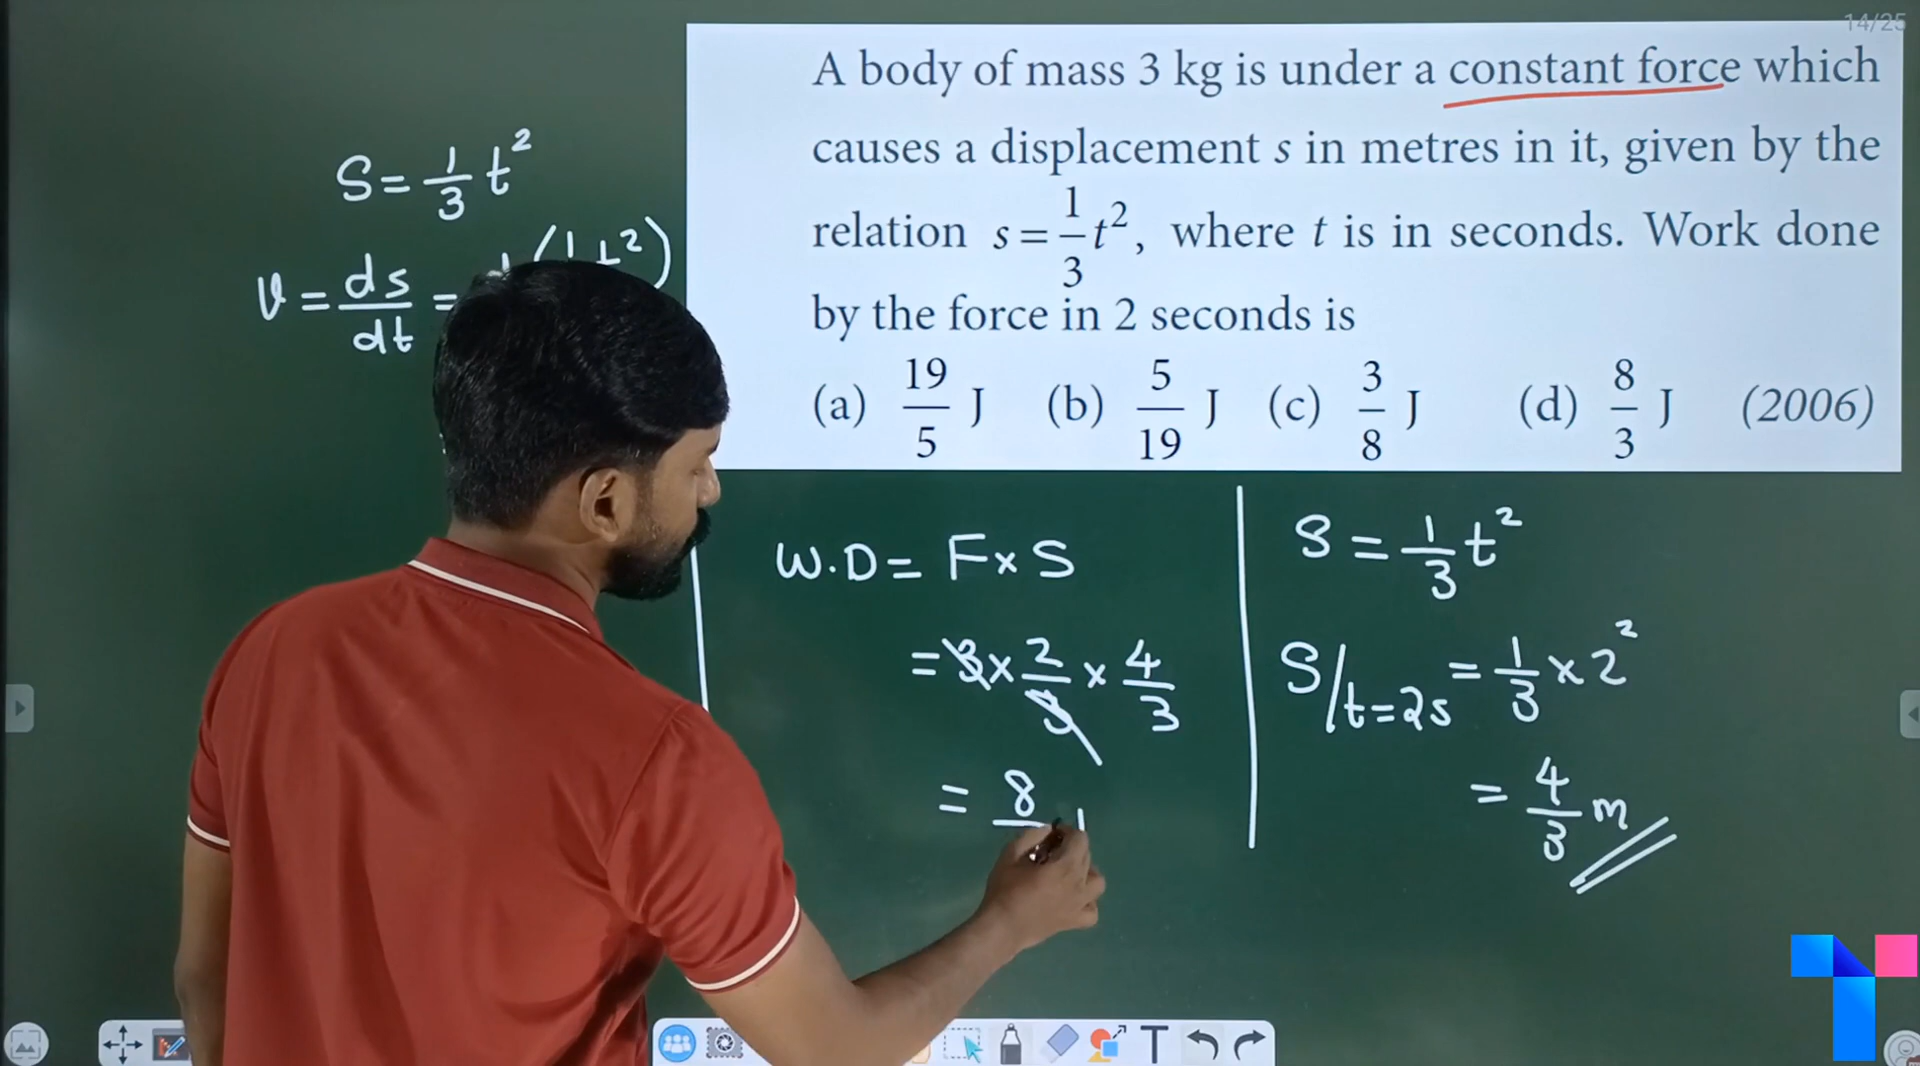 14/25
A body of mass 3 kg is under a constant force which
causes a displacement s in metres in it, given by the
relation s = 1/3 t², where t is in seconds. Work done
by the force in 2 seconds is
(a) 19/5 J (b) 5/19 J (c) 3/8 J (d) 8/3 J (2006)
S = 1/3 t²
v = ds/dt =
W.D = F × S
= 3 × 2/3 × 4/3
= 8
S = 1/3 t²
S/t=2s = 1/3 × 2²
= 4/3 m
T